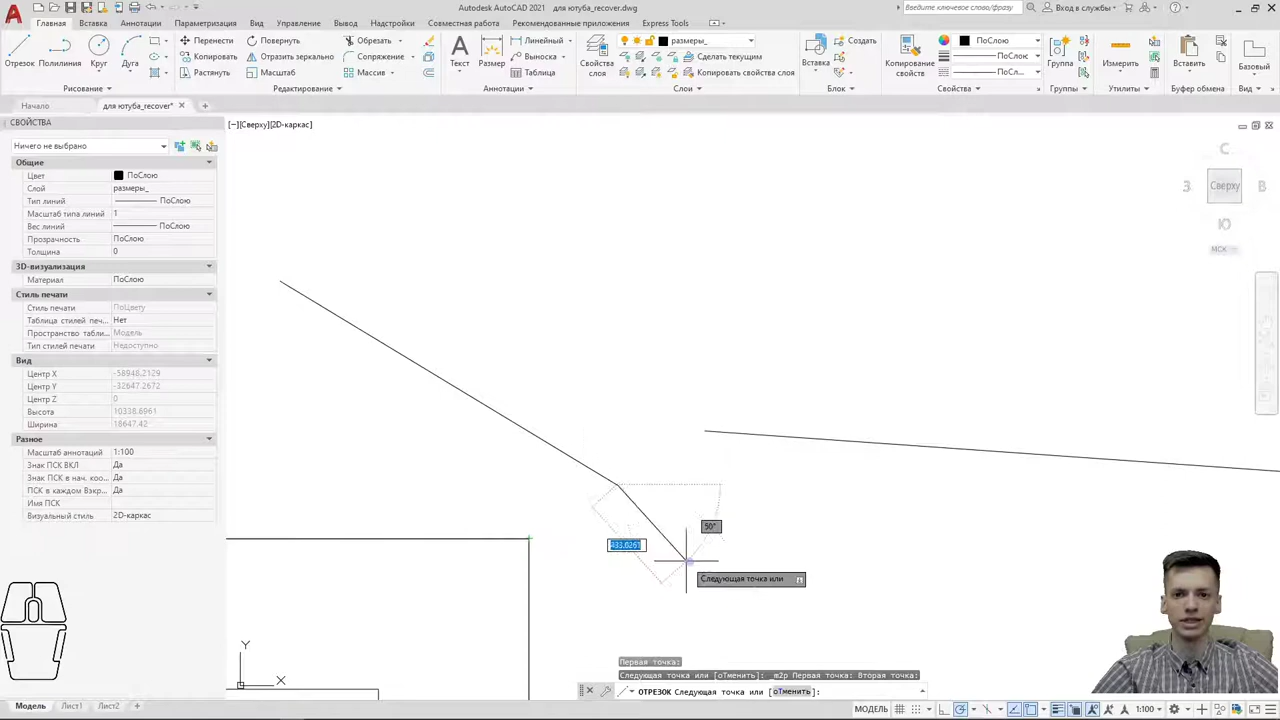 Autodesk AutoCAD 2021 для ютуба_recover.dwg
Введите ключевое слово/фразу
Вход в службы
Главная Вставка Аннотации Параметризация Вид Управление Вывод Надстройки Совместная работа Рекомендованные приложения Express Tools
Отрезок Полилиния Круг Дуга
Перенести Повернуть Обрезать
Копировать Отразить зеркально Сопряжение
Растянуть Масштаб Массив
Текст Размер
Линейный
Выноска
Таблица
Свойства слоя
размеры_
Сделать текущим
Копировать свойства слоя
Вставка
Создать
Копирование свойств
ПоСлою
ПоСлою
ПоСл...
Группа
Измерить
Вставить
Базовый
Рисование Редактирование Аннотации Слои Блок Свойства Группы Утилиты Буфер обмена Вид
Начало для ютуба_recover*
СВОЙСТВА
[−][Сверху][2D-каркас]
Ничего не выбрано
Общие
Цвет ПоСлою
Слой размеры_
Тип линий ПоСлою
Масштаб типа линий 1
Вес линий ПоСлою
Прозрачность ПоСлою
Толщина 0
3D-визуализация
Материал ПоСлою
Стиль печати
Стиль печати ПоЦвету
Таблица стилей печ... Нет
Пространство табли... Модель
Тип стилей печати Недоступно
Вид
Центр X -58948.2129
Центр Y -32647.2672
Центр Z 0
Высота 10338.6961
Ширина 18647.42
Разное
Масштаб аннотаций 1:100
Знак ПСК ВКЛ Да
Знак ПСК в нач. коо... Да
ПСК в каждом Вэкр... Да
Имя ПСК
Визуальный стиль 2D-каркас
С
З Сверху В
Ю
МСК
50°
Следующая точка или
Y
X
Первая точка:
Следующая точка или [оТменить]: _m2p Первая точка: Вторая точка:
ОТРЕЗОК Следующая точка или [оТменить]:
Модель Лист1 Лист2 +
МОДЕЛЬ
1:100